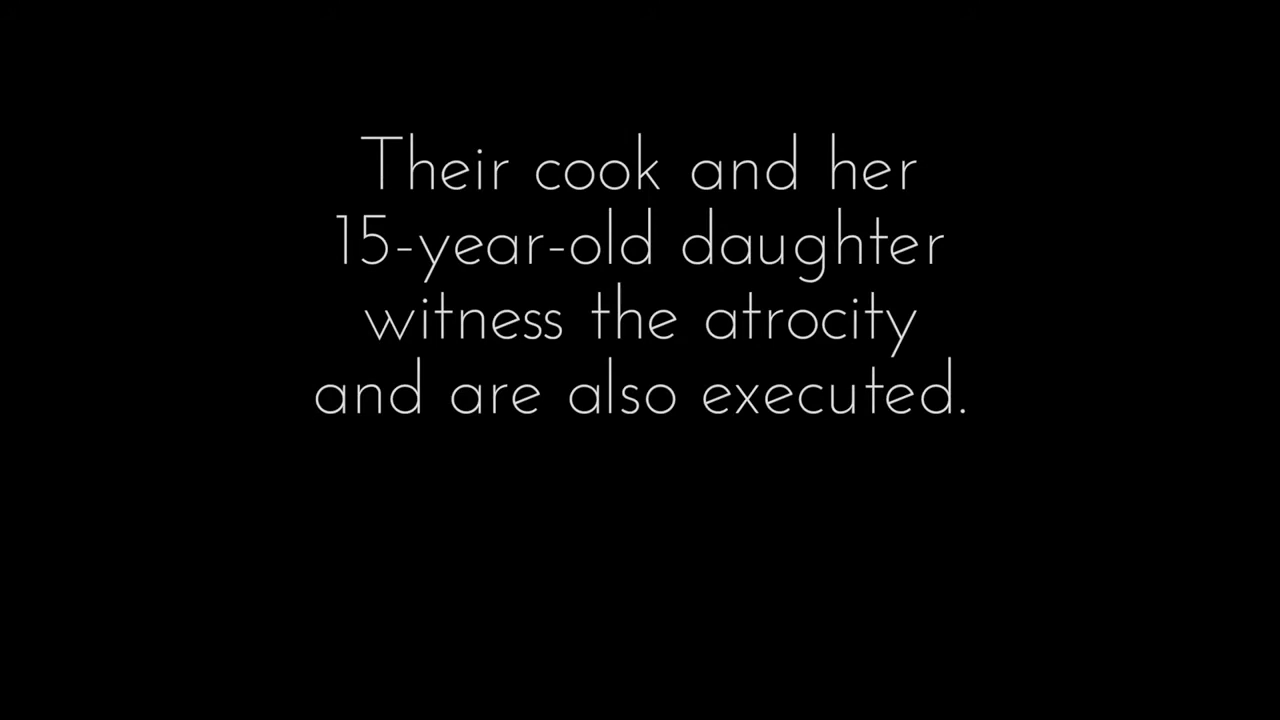 Their cook and her
15-year-old daughter
witness the atrocity
and are also executed.